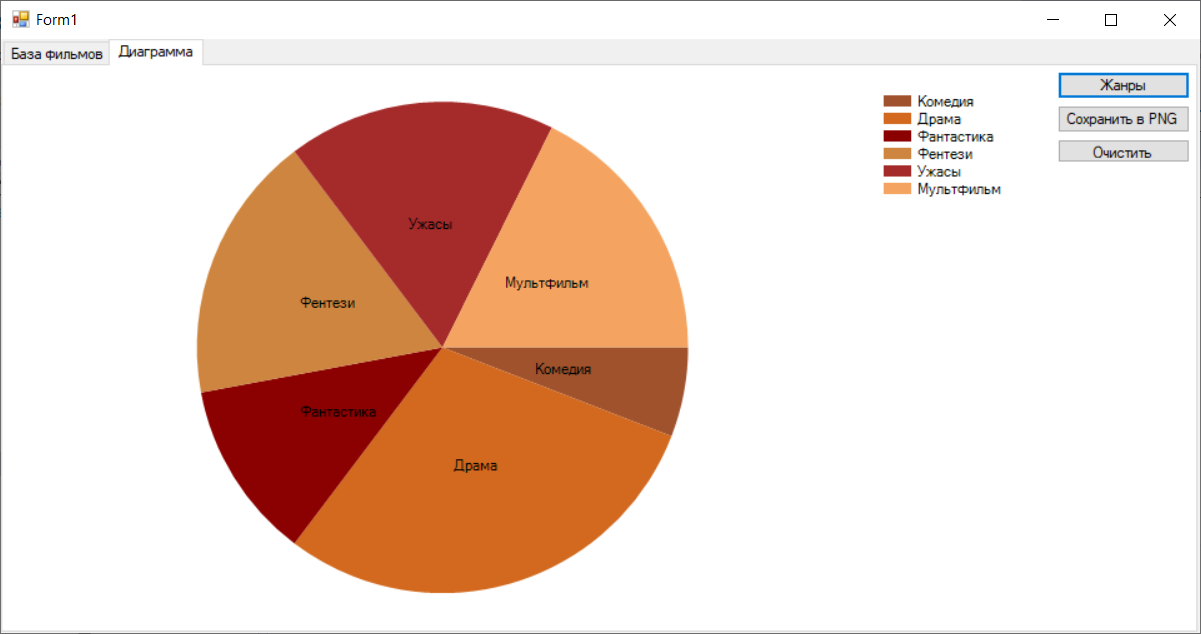 Form1
База фильмов
Диаграмма
Жанры
Сохранить в PNG
Очистить
Комедия
Драма
Фантастика
Фентези
Ужасы
Мультфильм
Ужасы
Мультфильм
Фентези
Комедия
Фантастика
Драма